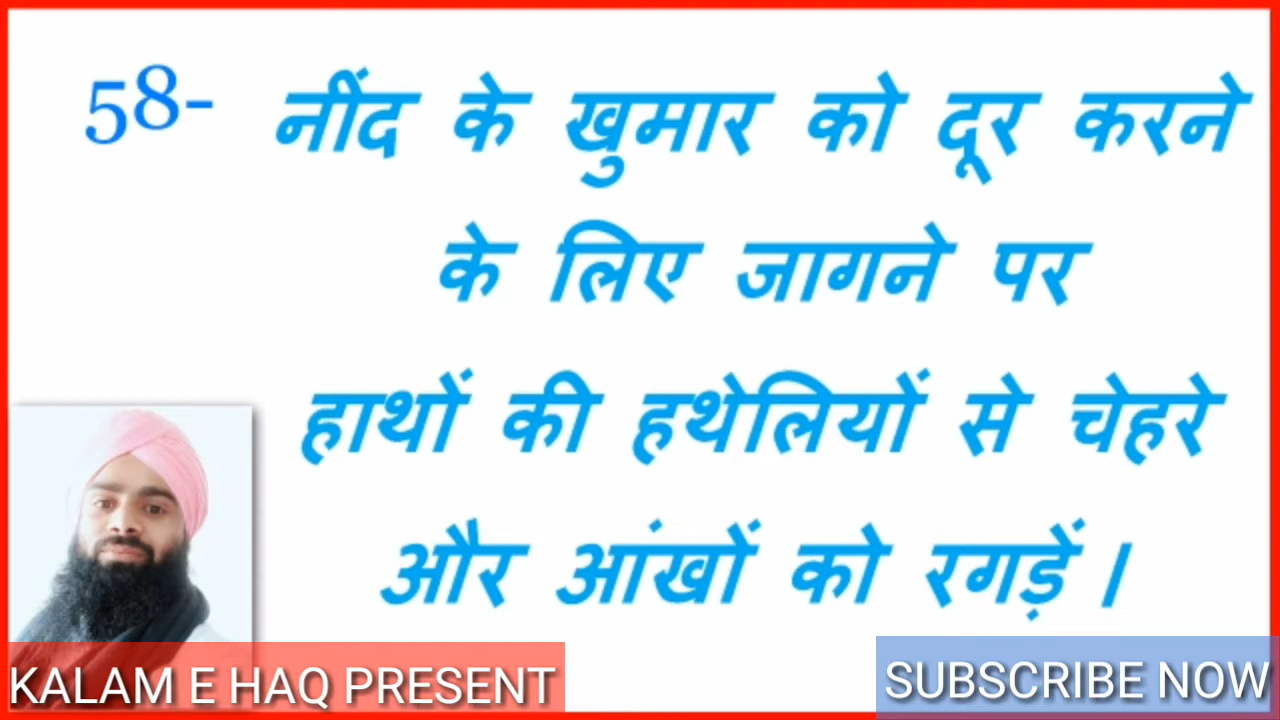 58- नींद के खुमार को दूर करने
के लिए जागने पर
हाथों की हथेलियों से चेहरे
और आंखों को रगड़ें।
KALAM E HAQ PRESENT
SUBSCRIBE NOW